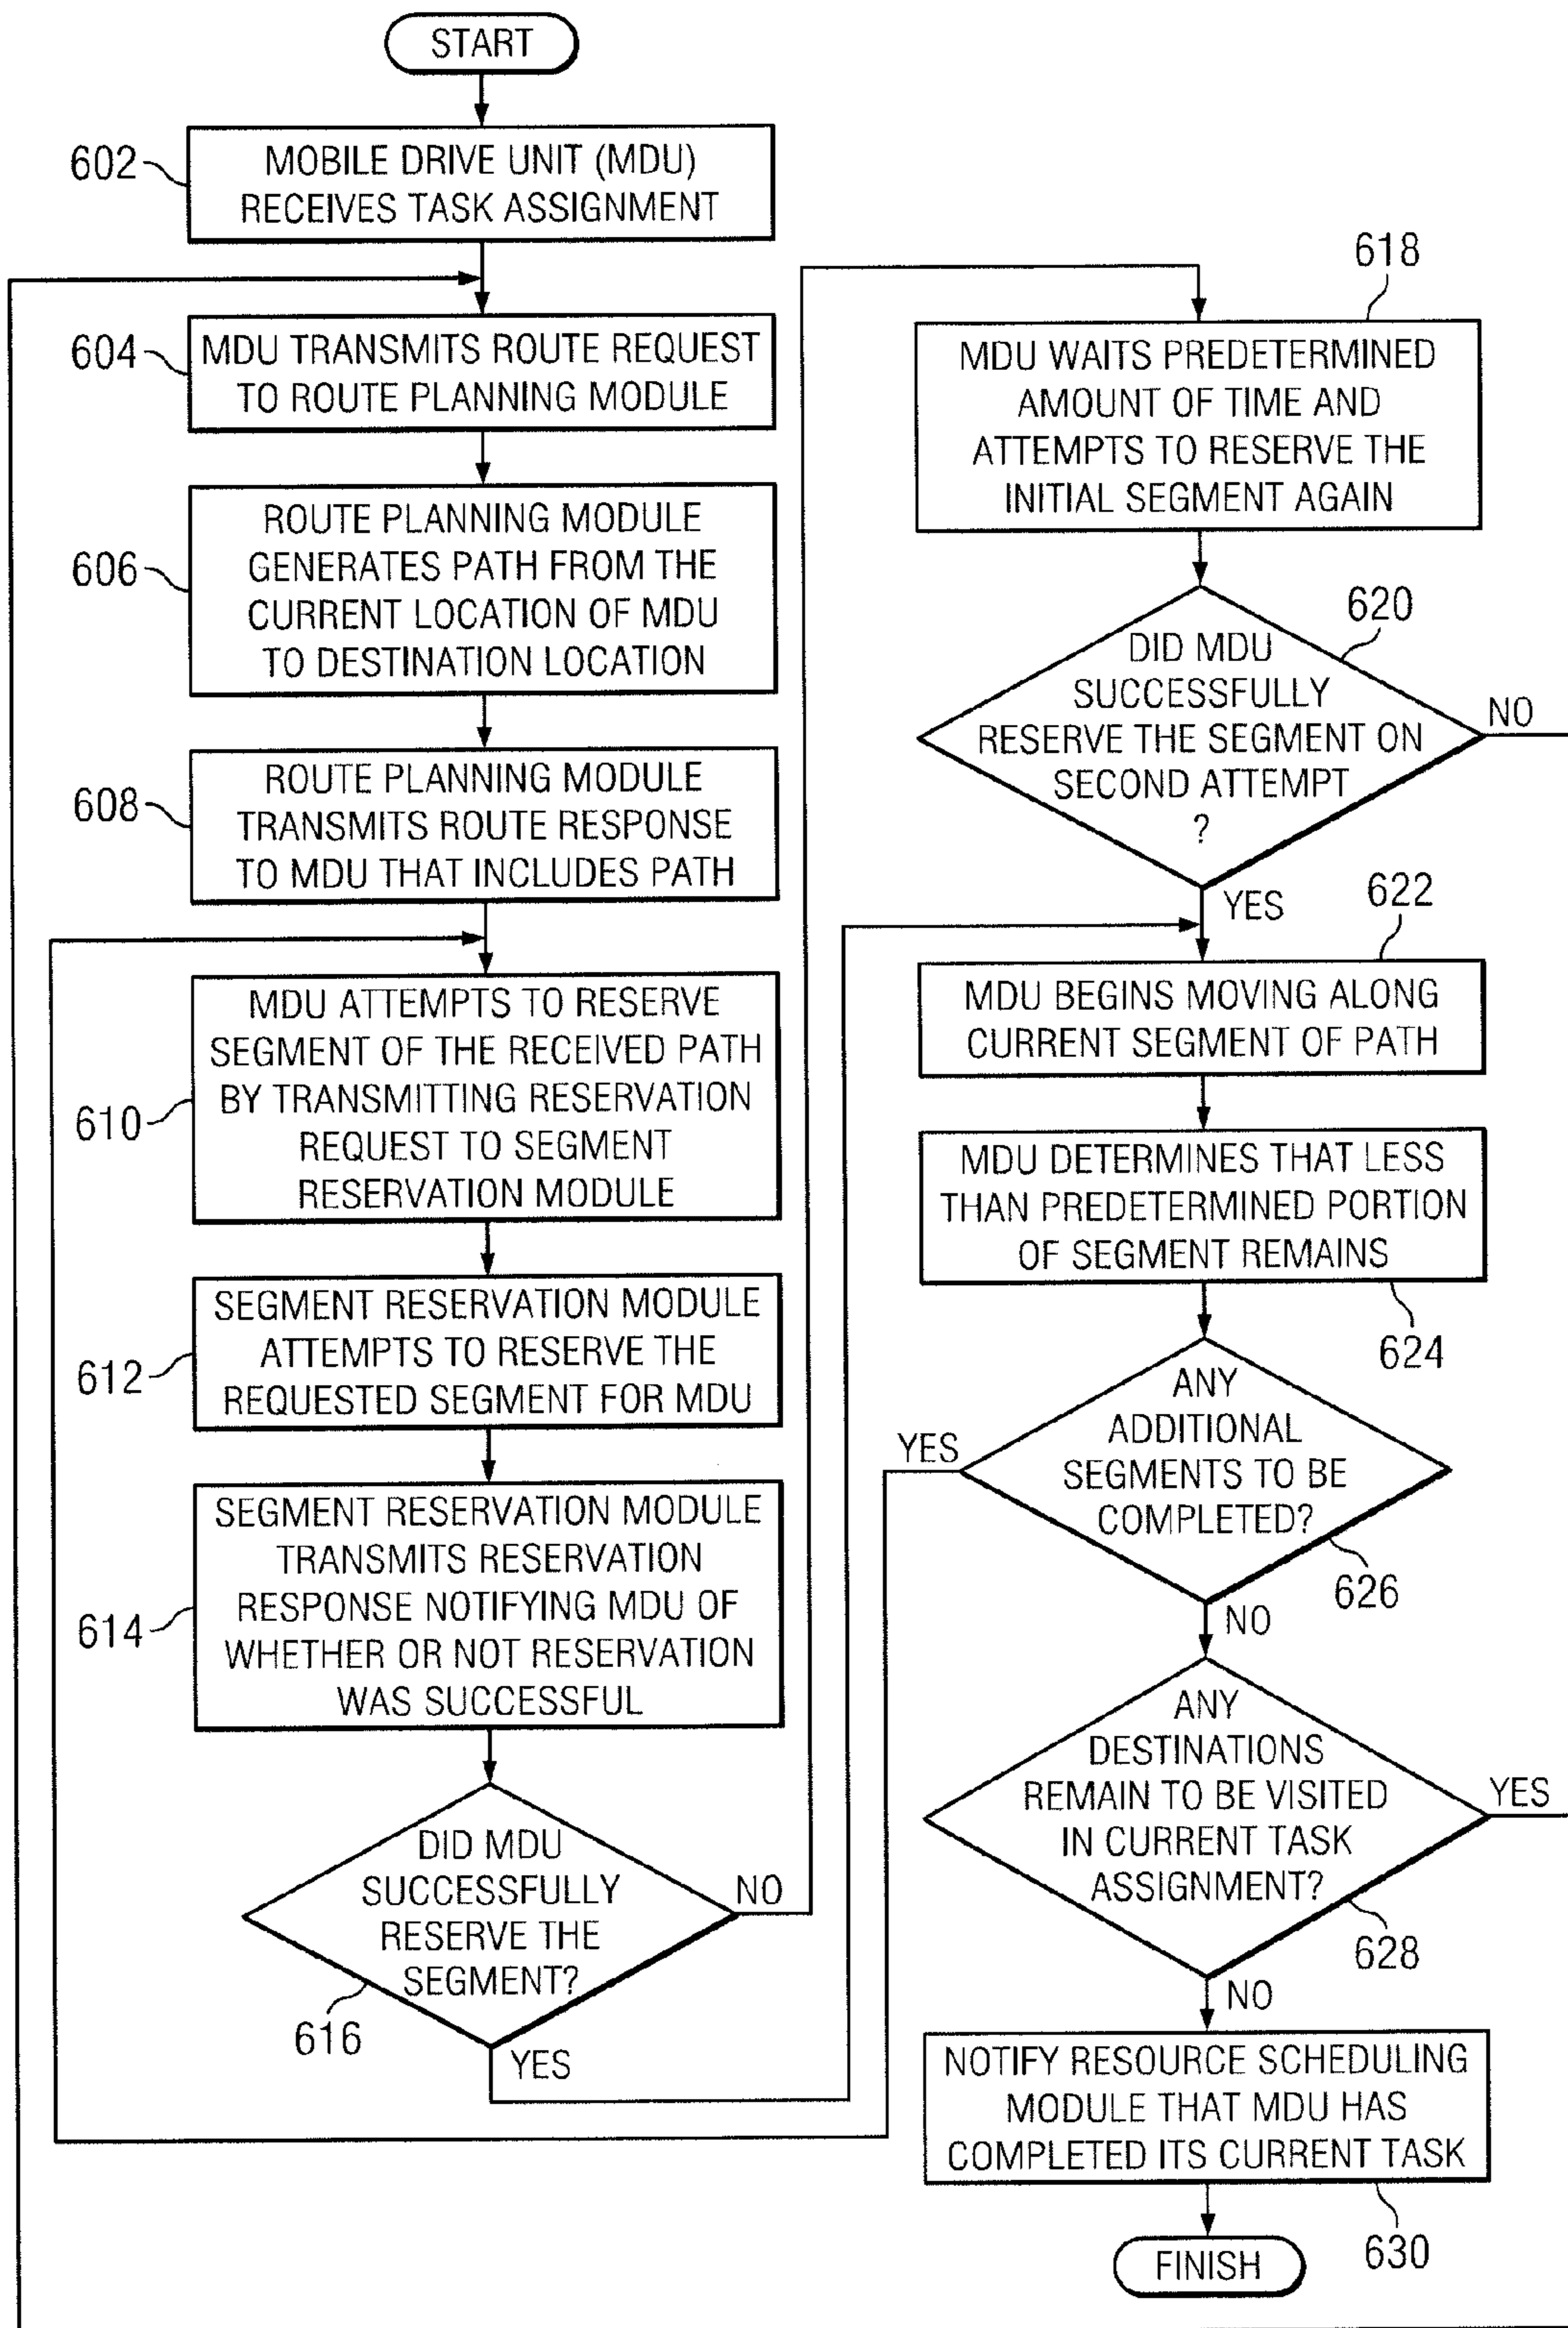 START
602
MOBILE DRIVE UNIT (MDU)
RECEIVES TASK ASSIGNMENT
604
MDU TRANSMITS ROUTE REQUEST
TO ROUTE PLANNING MODULE
606
ROUTE PLANNING MODULE
GENERATES PATH FROM THE
CURRENT LOCATION OF MDU
TO DESTINATION LOCATION
608
ROUTE PLANNING MODULE
TRANSMITS ROUTE RESPONSE
TO MDU THAT INCLUDES PATH
610
MDU ATTEMPTS TO RESERVE
SEGMENT OF THE RECEIVED PATH
BY TRANSMITTING RESERVATION
REQUEST TO SEGMENT
RESERVATION MODULE
612
SEGMENT RESERVATION MODULE
ATTEMPTS TO RESERVE THE
REQUESTED SEGMENT FOR MDU
614
SEGMENT RESERVATION MODULE
TRANSMITS RESERVATION
RESPONSE NOTIFYING MDU OF
WHETHER OR NOT RESERVATION
WAS SUCCESSFUL
DID MDU
SUCCESSFULLY
RESERVE THE
SEGMENT?
NO
616
YES
618
MDU WAITS PREDETERMINED
AMOUNT OF TIME AND
ATTEMPTS TO RESERVE THE
INITIAL SEGMENT AGAIN
620
DID MDU
SUCCESSFULLY
RESERVE THE SEGMENT ON
SECOND ATTEMPT
?
NO
YES
622
MDU BEGINS MOVING ALONG
CURRENT SEGMENT OF PATH
MDU DETERMINES THAT LESS
THAN PREDETERMINED PORTION
OF SEGMENT REMAINS
624
ANY
ADDITIONAL
SEGMENTS TO BE
COMPLETED?
YES
626
NO
ANY
DESTINATIONS
REMAIN TO BE VISITED
IN CURRENT TASK
ASSIGNMENT?
YES
628
NO
NOTIFY RESOURCE SCHEDULING
MODULE THAT MDU HAS
COMPLETED ITS CURRENT TASK
630
FINISH